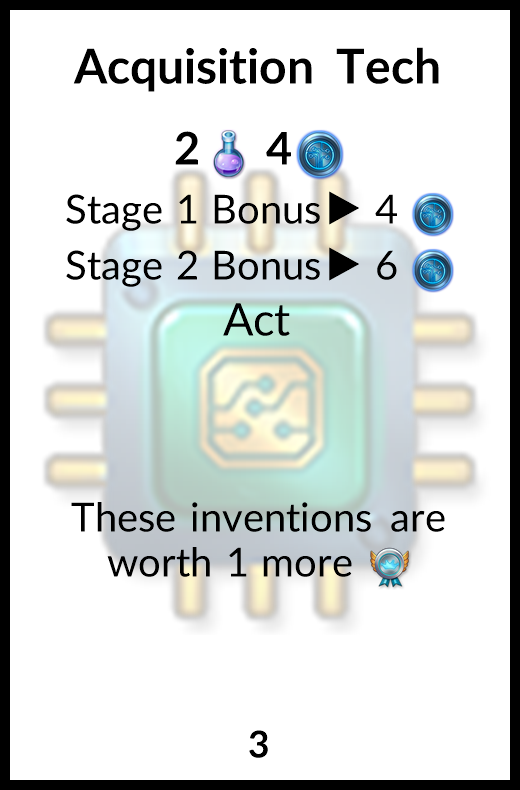 Acquisition Tech
2 4
Stage 1 Bonus▶ 4
Stage 2 Bonus▶ 6
Act
These inventions are
worth 1 more
3